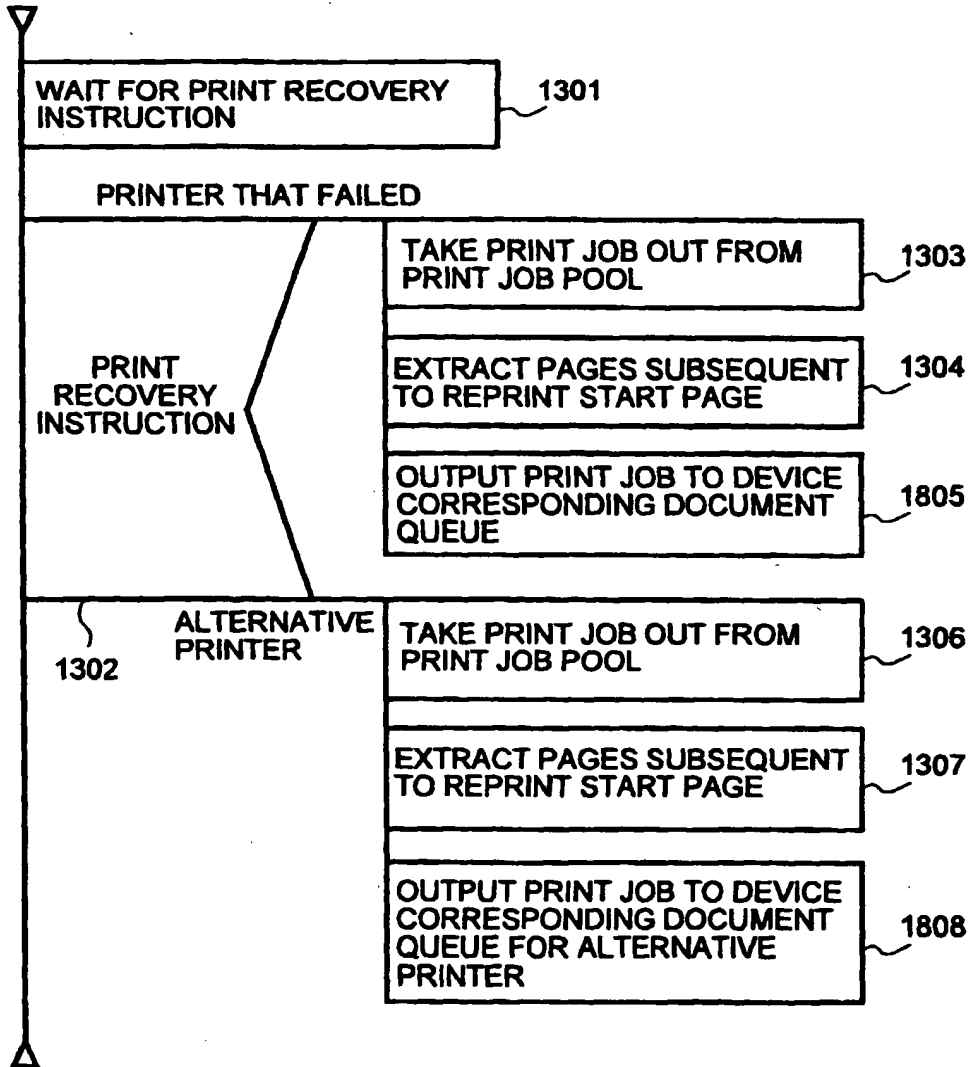 WAIT FOR PRINT RECOVERY
INSTRUCTION
1301
PRINTER THAT FAILED
TAKE PRINT JOB OUT FROM
PRINT JOB POOL
1303
PRINT
RECOVERY
INSTRUCTION
EXTRACT PAGES SUBSEQUENT
TO REPRINT START PAGE
1304
OUTPUT PRINT JOB TO DEVICE
CORRESPONDING DOCUMENT
QUEUE
1805
1302
ALTERNATIVE
PRINTER
TAKE PRINT JOB OUT FROM
PRINT JOB POOL
1306
EXTRACT PAGES SUBSEQUENT
TO REPRINT START PAGE
1307
OUTPUT PRINT JOB TO DEVICE
CORRESPONDING DOCUMENT
QUEUE FOR ALTERNATIVE
PRINTER
1808